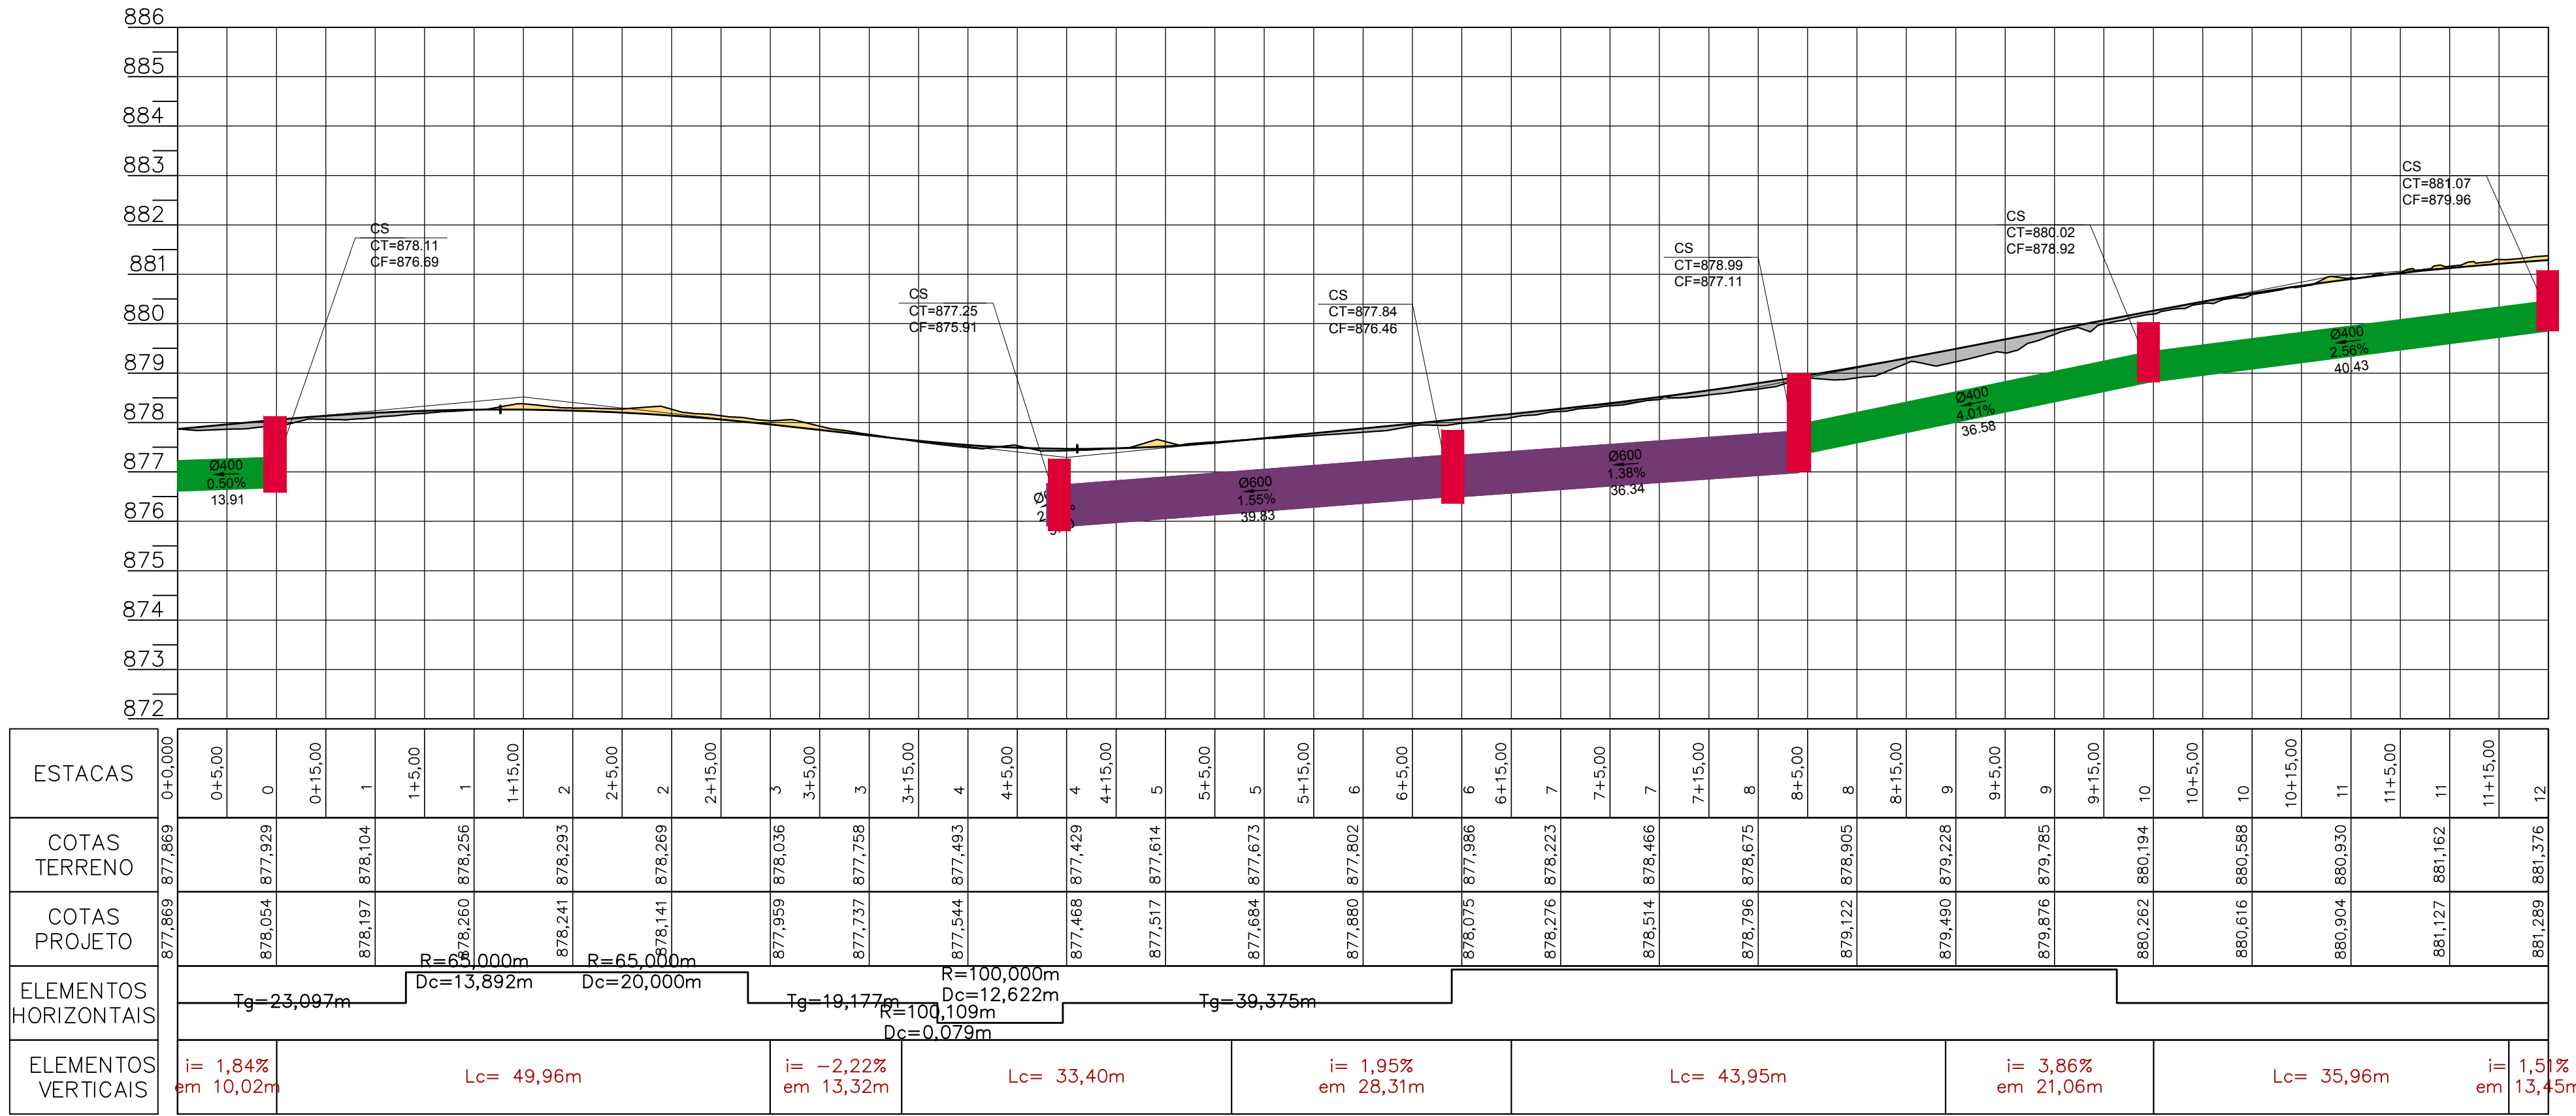 886
885
884
883
882
881
880
879
878
877
876
875
874
873
872
CS
CT=878.11
CF=876.69
CS
CT=877.25
CF=875.91
CS
CT=877.84
CF=876.46
CS
CT=878.99
CF=877.11
CS
CT=880.02
CF=878.92
CS
CT=881.07
CF=879.96
Ø400
0.50%
13.91
Ø600
1.55%
39.83
Ø600
1.38%
36.34
Ø400
4.01%
36.58
Ø400
2.56%
40.43
ESTACAS
0+0,000
0+5,00
0
0+15,00
1
1+5,00
1
1+15,00
2
2+5,00
2
2+15,00
3
3+5,00
3
3+15,00
4
4+5,00
4
4+15,00
5
5+5,00
5
5+15,00
6
6+5,00
6
6+15,00
7
7+5,00
7
7+15,00
8
8+5,00
8
8+15,00
9
9+5,00
9
9+15,00
10
10+5,00
10
10+15,00
11
11+5,00
11
11+15,00
12
COTAS
TERRENO
877,869
877,929
878,104
878,256
878,293
878,269
878,036
877,758
877,493
877,429
877,614
877,673
877,802
877,986
878,223
878,466
878,675
878,905
879,228
879,785
880,194
880,588
880,930
881,162
881,376
COTAS
PROJETO
877,869
878,054
878,197
878,260
878,241
878,141
877,959
877,737
877,544
877,468
877,517
877,684
877,880
878,075
878,276
878,514
878,796
879,122
879,490
879,876
880,262
880,616
880,904
881,127
881,289
ELEMENTOS
HORIZONTAIS
Tg=23,097m
R=65,000m
Dc=13,892m
R=65,000m
Dc=20,000m
Tg=19,177m
R=100,000m
Dc=12,622m
R=100,109m
Dc=0,079m
Tg=39,375m
ELEMENTOS
VERTICAIS
i= 1,84%
em 10,02m
Lc= 49,96m
i= −2,22%
em 13,32m
Lc= 33,40m
i= 1,95%
em 28,31m
Lc= 43,95m
i= 3,86%
em 21,06m
Lc= 35,96m
i= 1,51%
em 13,45m